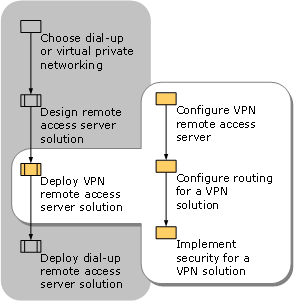 Choose dial-up
or virtual private
networking
Design remote
access server
solution
Deploy VPN
remote access
server solution
Deploy dial-up
remote access
server solution
Configure VPN
remote access
server
Configure routing
for a VPN
solution
Implement
security for a
VPN solution